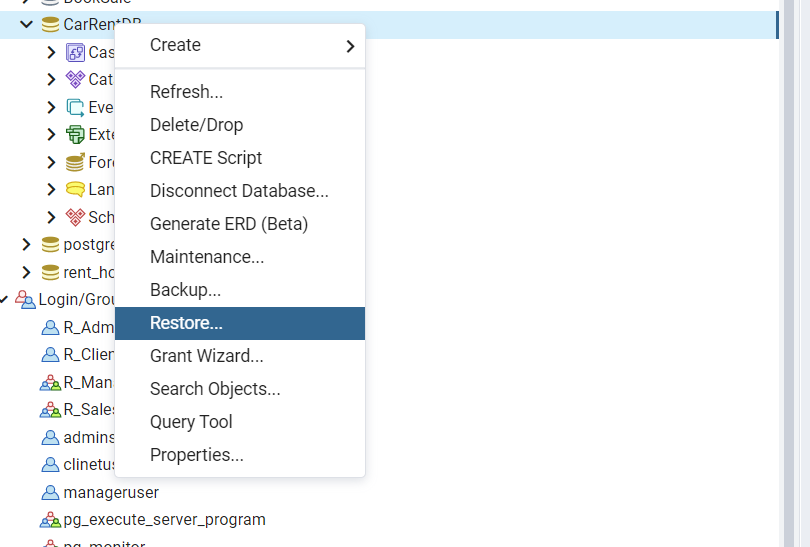 BookSale
CarRentDB
Create
Cas
Refresh...
Cat
Eve
Delete/Drop
Exte
CREATE Script
Fore
Lan
Disconnect Database...
Sch
Generate ERD (Beta)
postgre
Maintenance...
rent_ho
Backup...
Login/Grou
R_Adm
Restore...
R_Clien
Grant Wizard...
R_Man
Search Objects...
R_Sales
Query Tool
admins
Properties...
clinetus
manageruser
pg_execute_server_program
pg_monitor